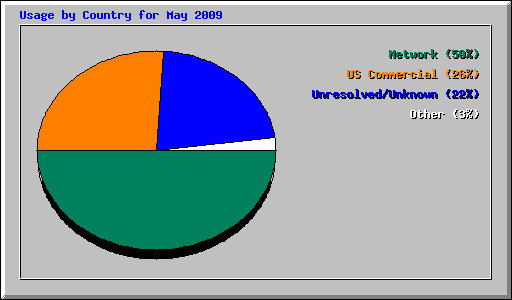 Usage by Country for May 2009
Network (50%)
US Commercial (26%)
Unresolved/Unknown (22%)
Other (3%)